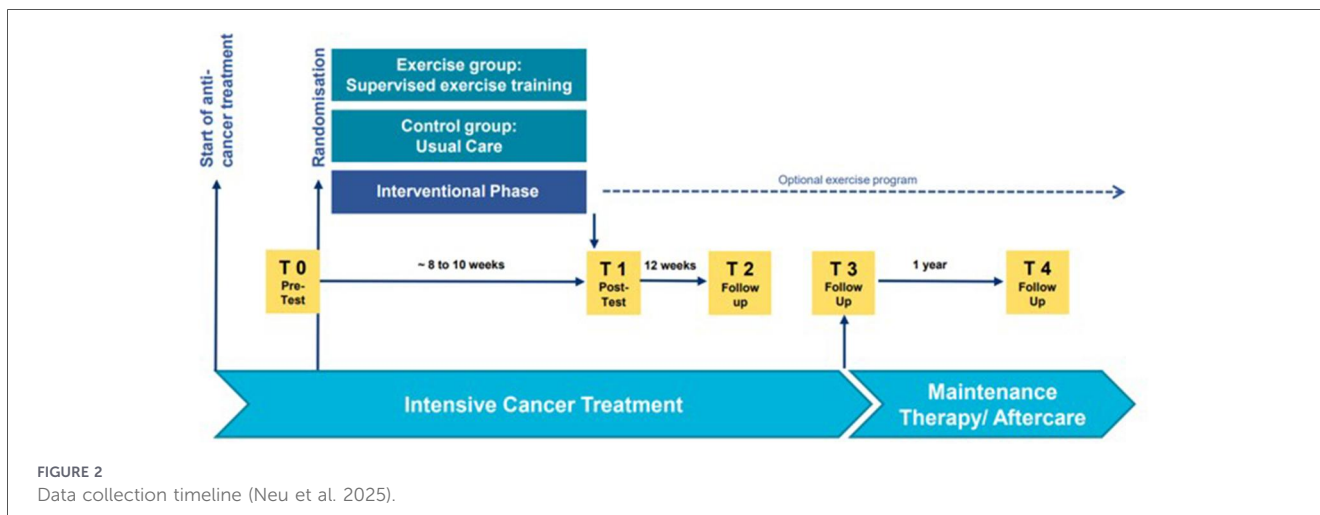 Start of anti-
cancer treatment
Randomisation
Exercise group:
Supervised exercise training
Control group:
Usual Care
Interventional Phase
Optional exercise program
T 0
Pre-
Test
~ 8 to 10 weeks
T 1
Post-
Test
12 weeks
T 2
Follow
up
T 3
Follow
Up
1 year
T 4
Follow
Up
Intensive Cancer Treatment
Maintenance
Therapy/ Aftercare
FIGURE 2
Data collection timeline (Neu et al. 2025).